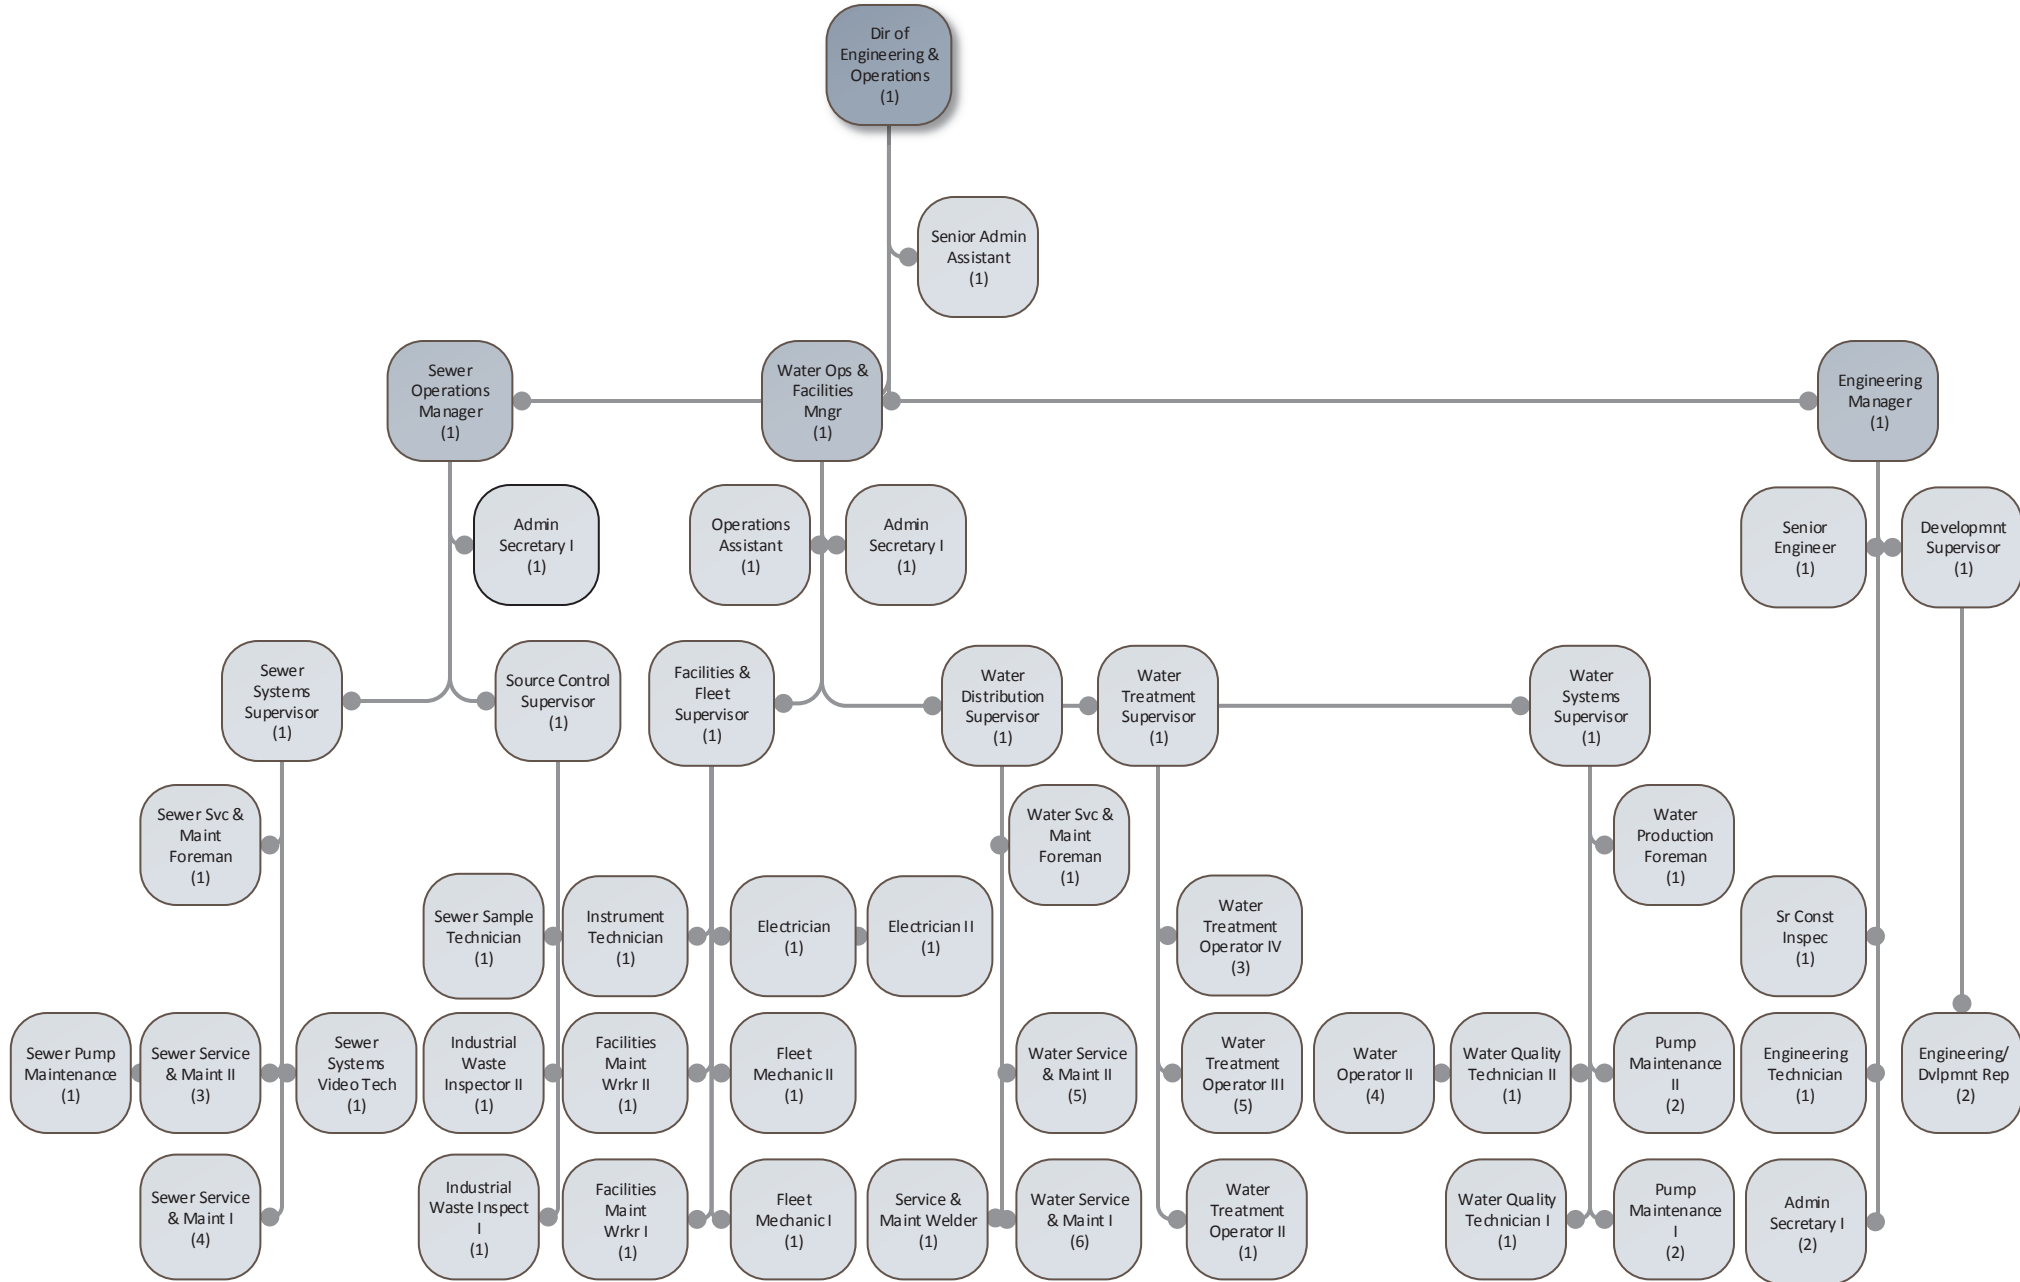 Dir of
Engineering &
Operations
(1)
Senior Admin
Assistant
(1)
Sewer
Operations
Manager
(1)
Water Ops &
Facilities
Mngr
(1)
Engineering
Manager
(1)
Admin
Secretary I
(1)
Operations
Assistant
(1)
Admin
Secretary I
(1)
Senior
Engineer
(1)
Developmnt
Supervisor
(1)
Sewer
Systems
Supervisor
(1)
Source Control
Supervisor
(1)
Facilities &
Fleet
Supervisor
(1)
Water
Distribution
Supervisor
(1)
Water
Treatment
Supervisor
(1)
Water
Systems
Supervisor
(1)
Sewer Svc &
Maint
Foreman
(1)
Water Svc &
Maint
Foreman
(1)
Water
Production
Foreman
(1)
Sewer Sample
Technician
(1)
Instrument
Technician
(1)
Electrician
(1)
Electrician II
(1)
Water
Treatment
Operator IV
(3)
Sr Const
Inspec
(1)
Sewer Pump
Maintenance
(1)
Sewer Service
& Maint II
(3)
Sewer
Systems
Video Tech
(1)
Industrial
Waste
Inspector II
(1)
Facilities
Maint
Wrkr II
(1)
Fleet
Mechanic II
(1)
Water Service
& Maint II
(5)
Water
Treatment
Operator III
(5)
Water
Operator II
(4)
Water Quality
Technician II
(1)
Pump
Maintenance
II
(2)
Engineering
Technician
(1)
Engineering/
Dvlpmnt Rep
(2)
Sewer Service
& Maint I
(4)
Industrial
Waste Inspect
I
(1)
Facilities
Maint
Wrkr I
(1)
Fleet
Mechanic I
(1)
Service &
Maint Welder
(1)
Water Service
& Maint I
(6)
Water
Treatment
Operator II
(1)
Water Quality
Technician I
(1)
Pump
Maintenance
I
(2)
Admin
Secretary I
(2)